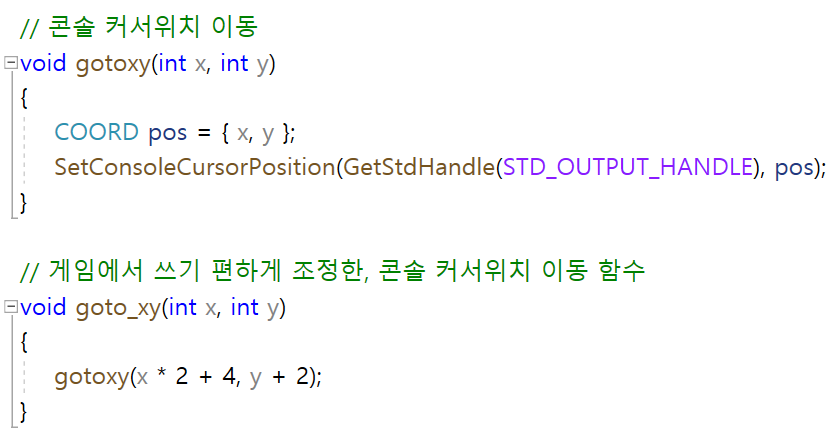 // 콘솔 커서위치 이동
void gotoxy(int x, int y)
{
COORD pos = { x, y };
SetConsoleCursorPosition(GetStdHandle(STD_OUTPUT_HANDLE), pos);
}
// 게임에서 쓰기 편하게 조정한, 콘솔 커서위치 이동 함수
void goto_xy(int x, int y)
{
gotoxy(x * 2 + 4, y + 2);
}